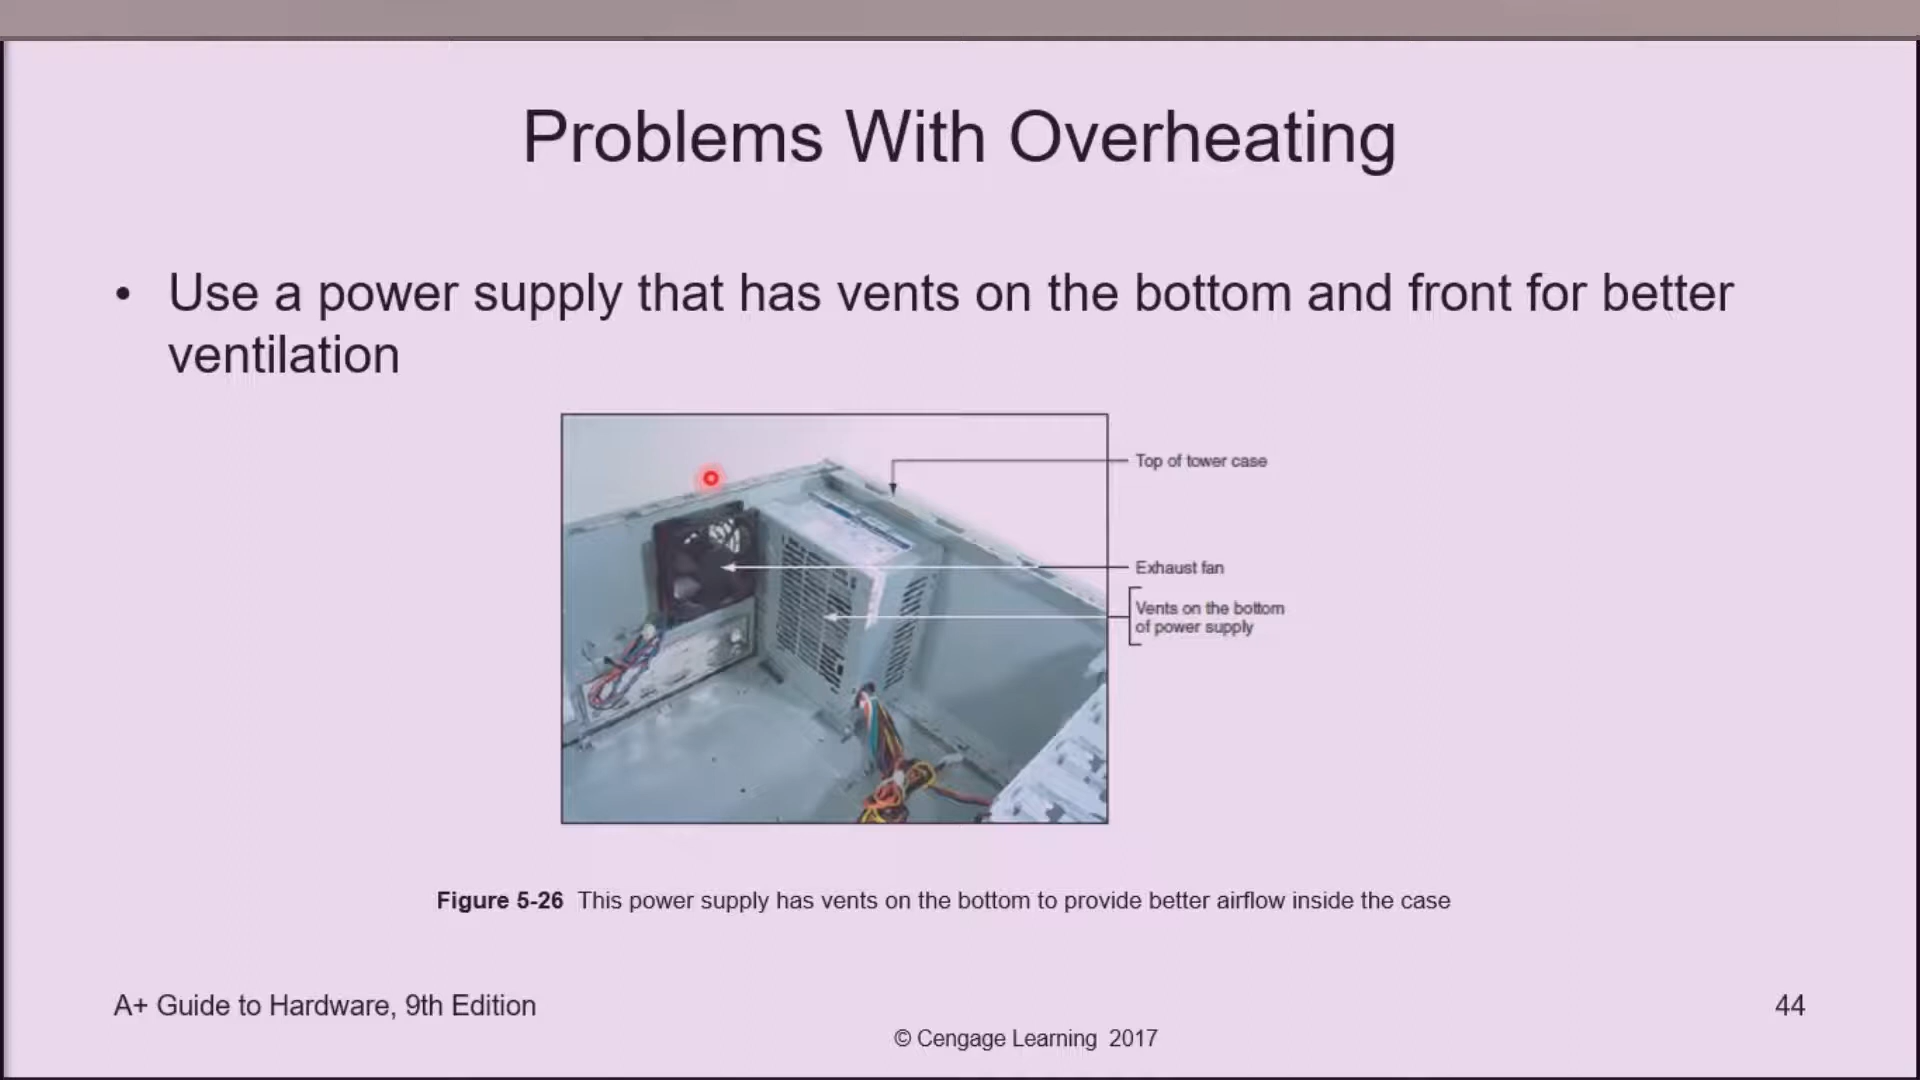 Problems With Overheating
• Use a power supply that has vents on the bottom and front for better
ventilation
Top of tower case
Exhaust fan
Vents on the bottom
of power supply
Figure 5-26 This power supply has vents on the bottom to provide better airflow inside the case
A+ Guide to Hardware, 9th Edition
44
© Cengage Learning 2017